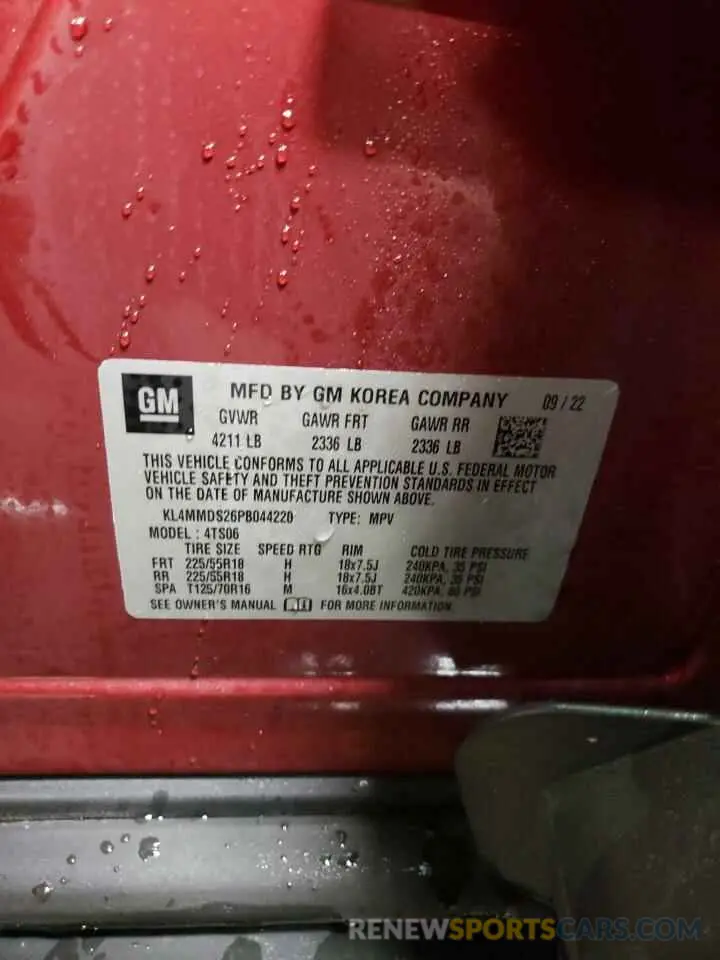 GM MFD BY GM KOREA COMPANY 09 / 22
GVWR GAWR FRT GAWR RR
4211 LB 2336 LB 2336 LB
THIS VEHICLE CONFORMS TO ALL APPLICABLE U.S. FEDERAL MOTOR
VEHICLE SAFETY AND THEFT PREVENTION STANDARDS IN EFFECT
ON THE DATE OF MANUFACTURE SHOWN ABOVE.
KL4MMDS26PB044220 TYPE: MPV
MODEL : 4TS06
TIRE SIZE SPEED RTG RIM COLD TIRE PRESSURE
FRT 225/55R18 H 18x7.5J 240KPA, 35 PSI
RR 225/55R18 H 18x7.5J 240KPA, 35 PSI
SPA T125/70R16 M 16x4.0BT 420KPA, 60 PSI
SEE OWNER'S MANUAL FOR MORE INFORMATION.
RENEWSPORTSCARS.COM